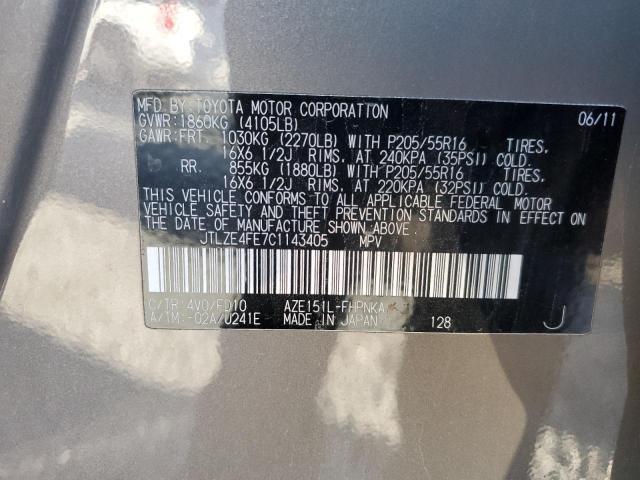 MFD BY:TOYOTA MOTOR CORPORATION 06/11
GVWR:1860KG (4105LB)
GAWR:FRT. 1030KG (2270LB) WITH P205/55R16 TIRES,
16X6 1/2J RIMS, AT 240KPA (35PSI) COLD.
RR. 855KG (1880LB) WITH P205/55R16 TIRES,
16X6 1/2J RIMS, AT 220KPA (32PSI) COLD.
THIS VEHICLE CONFORMS TO ALL APPLICABLE FEDERAL MOTOR
VEHICLE SAFETY AND THEFT PREVENTION STANDARDS IN EFFECT ON
THE DATE OF MANUFACTURE SHOWN ABOVE.
JTLZE4FE7C1143405 MPV
C/TR:4V0/FD10 AZE151L-FHPNKA
A/TM:-02A/U241E MADE IN JAPAN 128 J